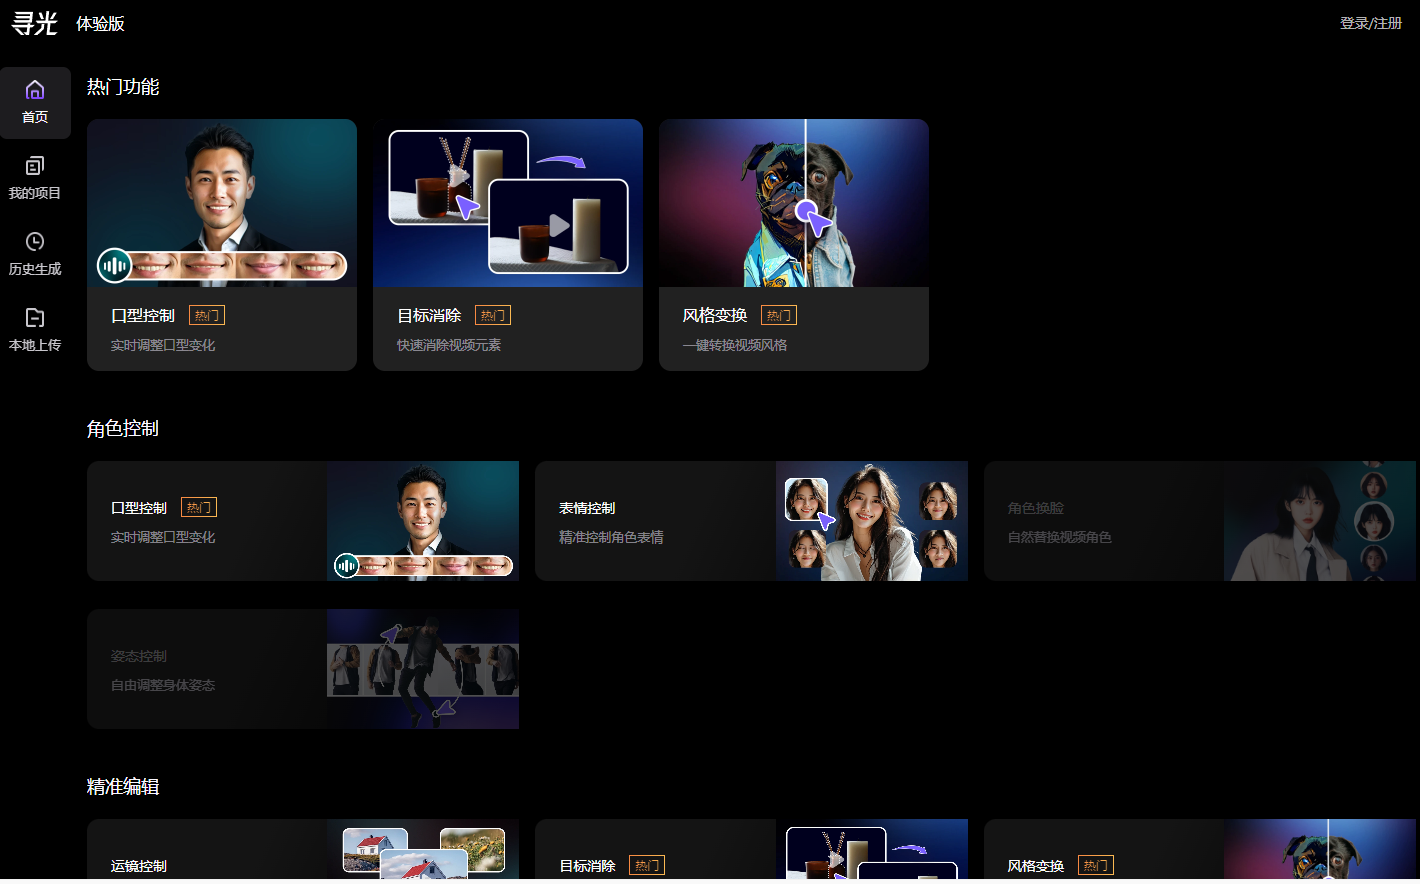 寻光 体验版
登录/注册
首页
我的项目
历史生成
本地上传
热门功能
口型控制 热门
实时调整口型变化
目标消除 热门
快速消除视频元素
风格变换 热门
一键转换视频风格
角色控制
口型控制 热门
实时调整口型变化
表情控制
精准控制角色表情
角色换脸
自然替换视频角色
姿态控制
自由调整身体姿态
精准编辑
运镜控制
目标消除 热门
风格变换 热门